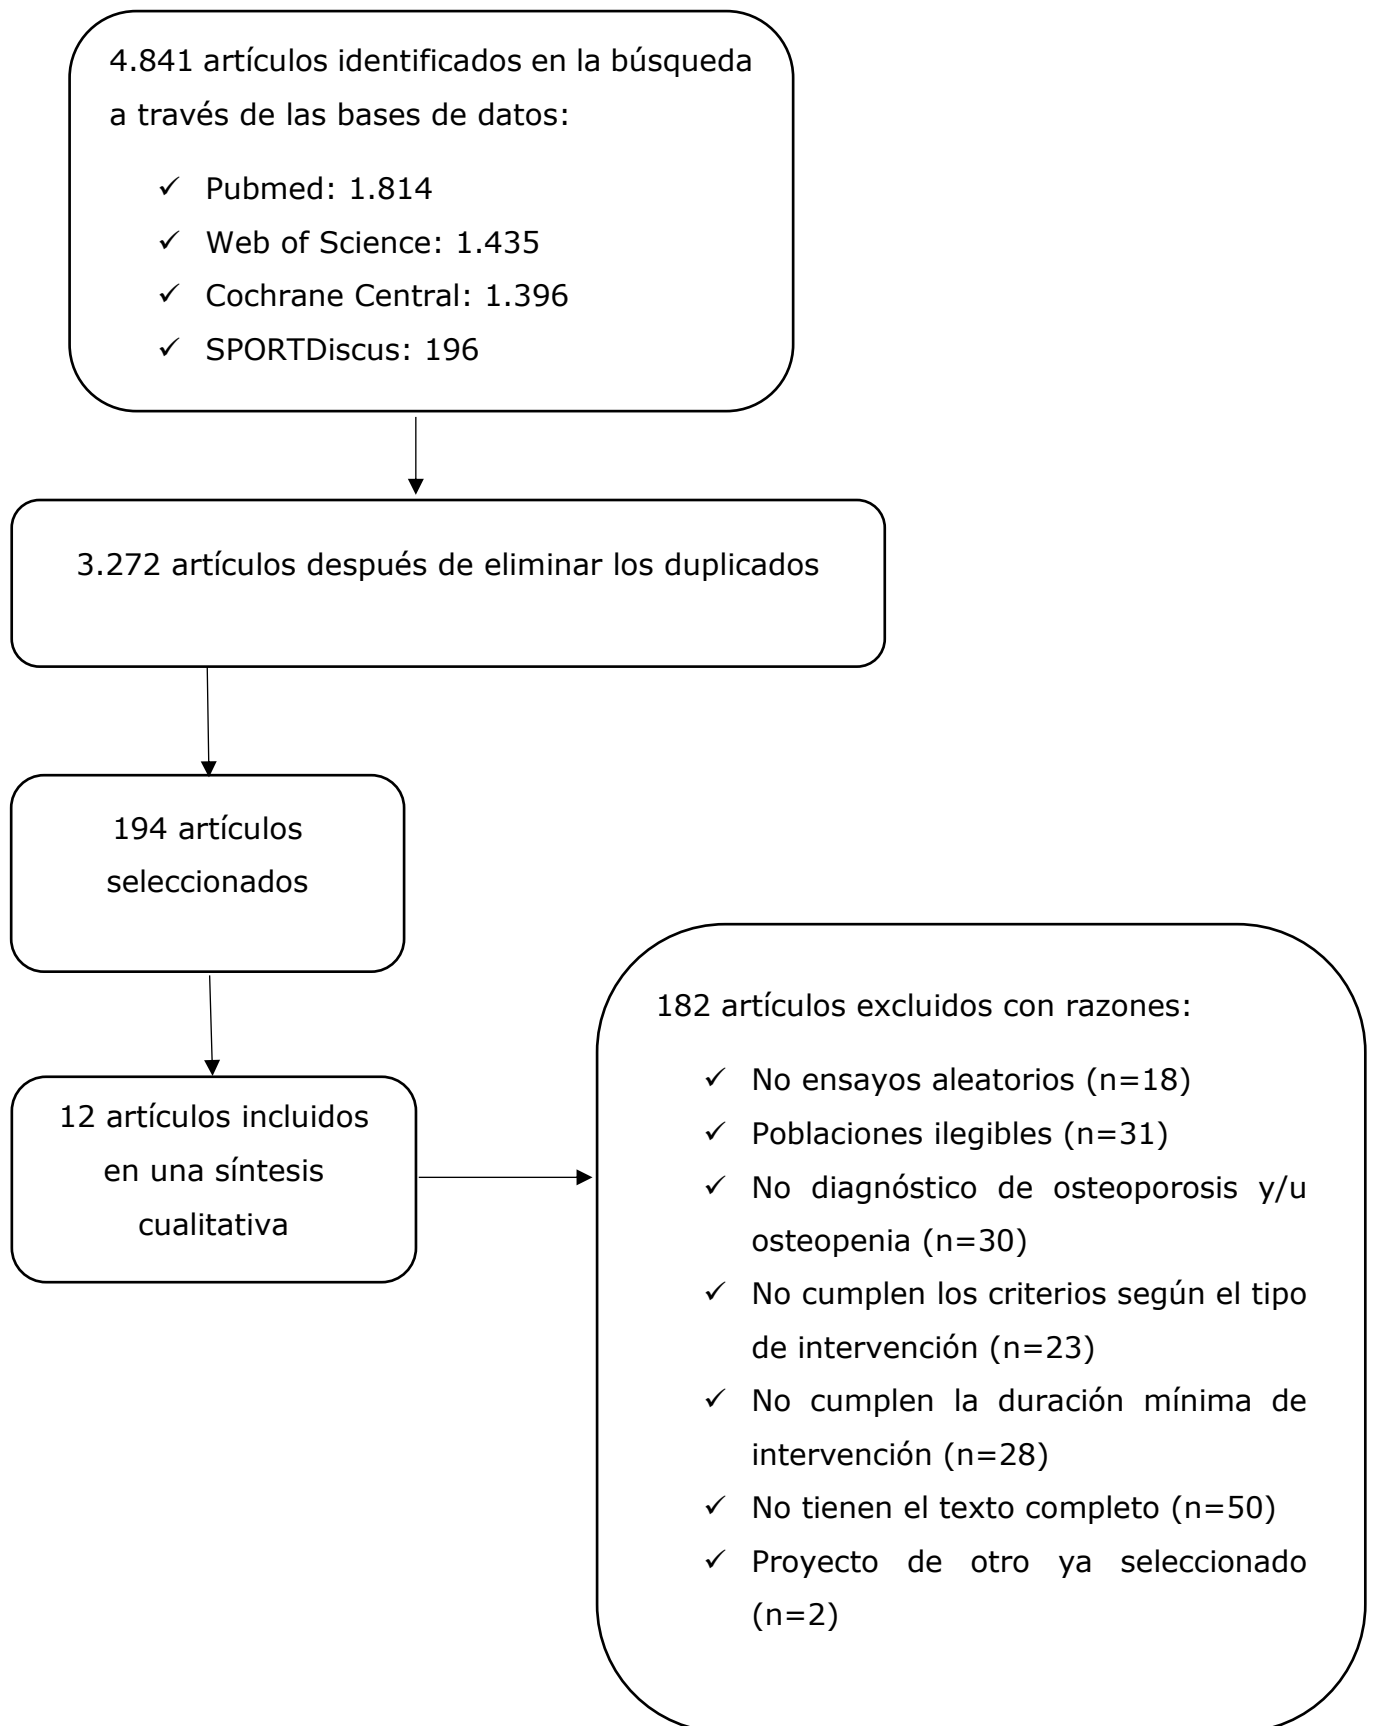 4.841 artículos identificados en la búsqueda
a través de las bases de datos:
✓ Pubmed: 1.814
✓ Web of Science: 1.435
✓ Cochrane Central: 1.396
✓ SPORTDiscus: 196
3.272 artículos después de eliminar los duplicados
194 artículos
seleccionados
12 artículos incluidos
en una síntesis
cualitativa
182 artículos excluidos con razones:
✓ No ensayos aleatorios (n=18)
✓ Poblaciones ilegibles (n=31)
✓ No diagnóstico de osteoporosis y/u
osteopenia (n=30)
✓ No cumplen los criterios según el tipo
de intervención (n=23)
✓ No cumplen la duración mínima de
intervención (n=28)
✓ No tienen el texto completo (n=50)
✓ Proyecto de otro ya seleccionado
(n=2)